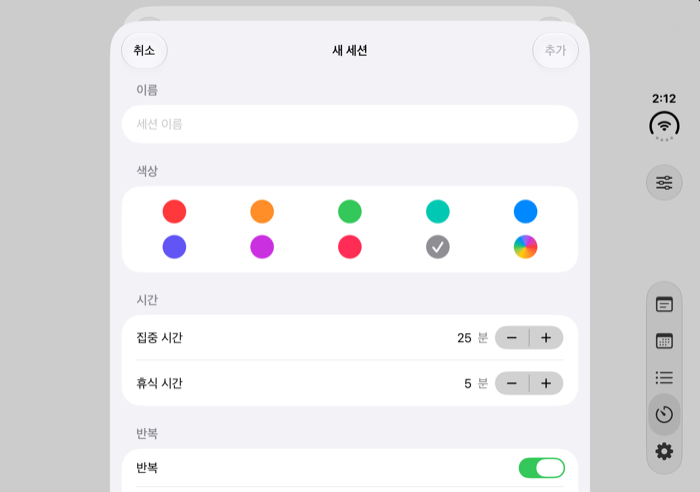 취소
새 세션
추가
이름
세션 이름
색상
시간
집중 시간
25 분
휴식 시간
5 분
반복
반복
2:12